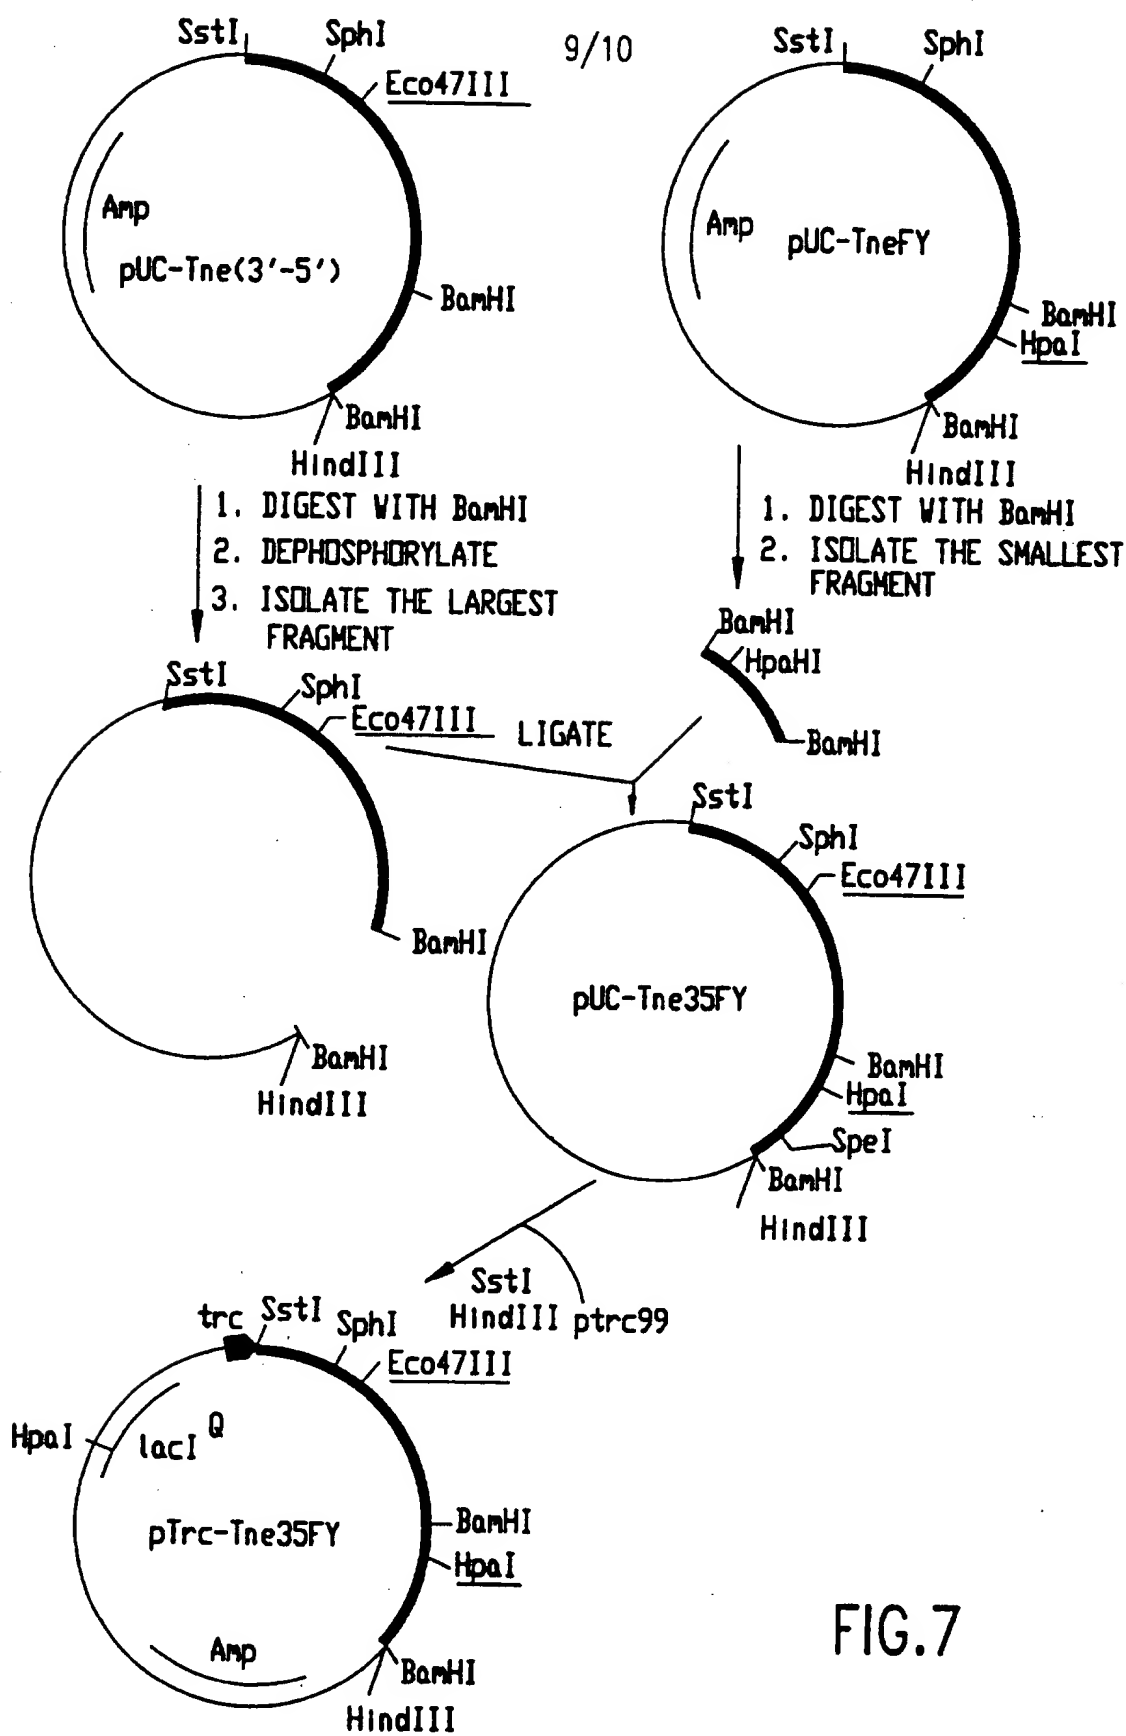 9/10
SstI
SphI
Eco47III
Amp
pUC-Tne(3'-5')
BamHI
BamHI
HindIII
SstI
SphI
Amp
pUC-TneFY
BamHI
HpaI
BamHI
HindIII
1. DIGEST WITH BamHI
2. DEPHOSPHORYLATE
3. ISOLATE THE LARGEST
FRAGMENT
1. DIGEST WITH BamHI
2. ISOLATE THE SMALLEST
FRAGMENT
BamHI
HpaHI
BamHI
SstI
SphI
Eco47III
LIGATE
BamHI
BamHI
HindIII
SstI
SphI
Eco47III
pUC-Tne35FY
BamHI
HpaI
SpeI
BamHI
HindIII
SstI
HindIII ptrc99
trc
SstI
SphI
Eco47III
HpaI
lacI Q
pTrc-Tne35FY
BamHI
HpaI
Amp
BamHI
HindIII
FIG.7